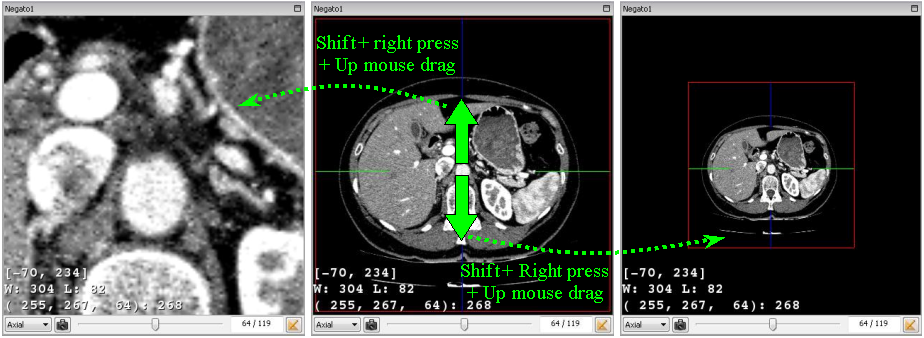 Negato1
[-70, 234]
W: 304 L: 82
( 255, 267, 64): 268
Axial
64 / 119
Negato1
Shift+ right press
+ Up mouse drag
[-70, 234]
W: 304 L: 82
( 255, 267, 64): 268
Shift+ Right press
+ Up mouse drag
Axial
64 / 119
Negato1
[-70, 234]
W: 304 L: 82
( 255, 267, 64): 268
Axial
64 / 119